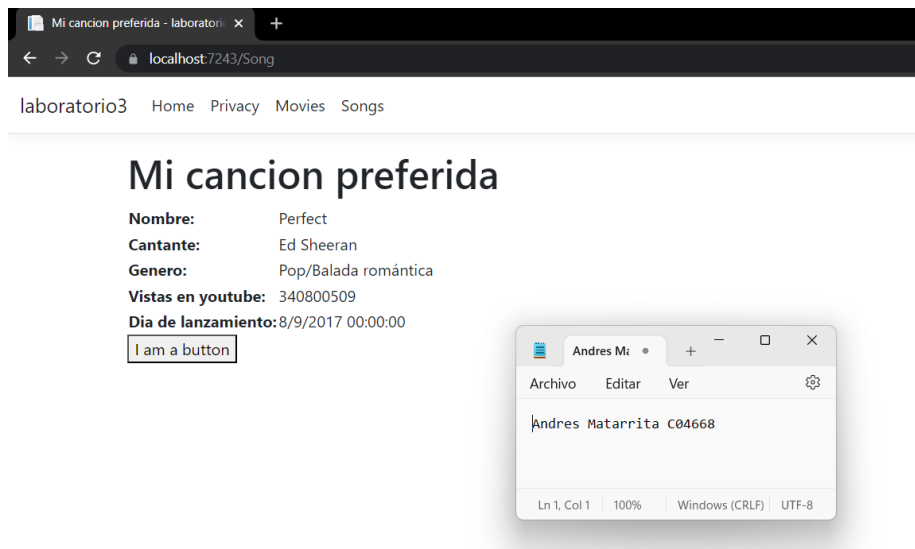 Mi cancion preferida - laboratorio
localhost:7243/Song
laboratorio3 Home Privacy Movies Songs
Mi cancion preferida
Nombre: Perfect
Cantante: Ed Sheeran
Genero: Pop/Balada romántica
Vistas en youtube: 340800509
Dia de lanzamiento: 8/9/2017 00:00:00
I am a button
Andres Ma
Archivo Editar Ver
Andres Matarrita C04668
Ln 1, Col 1 100% Windows (CRLF) UTF-8